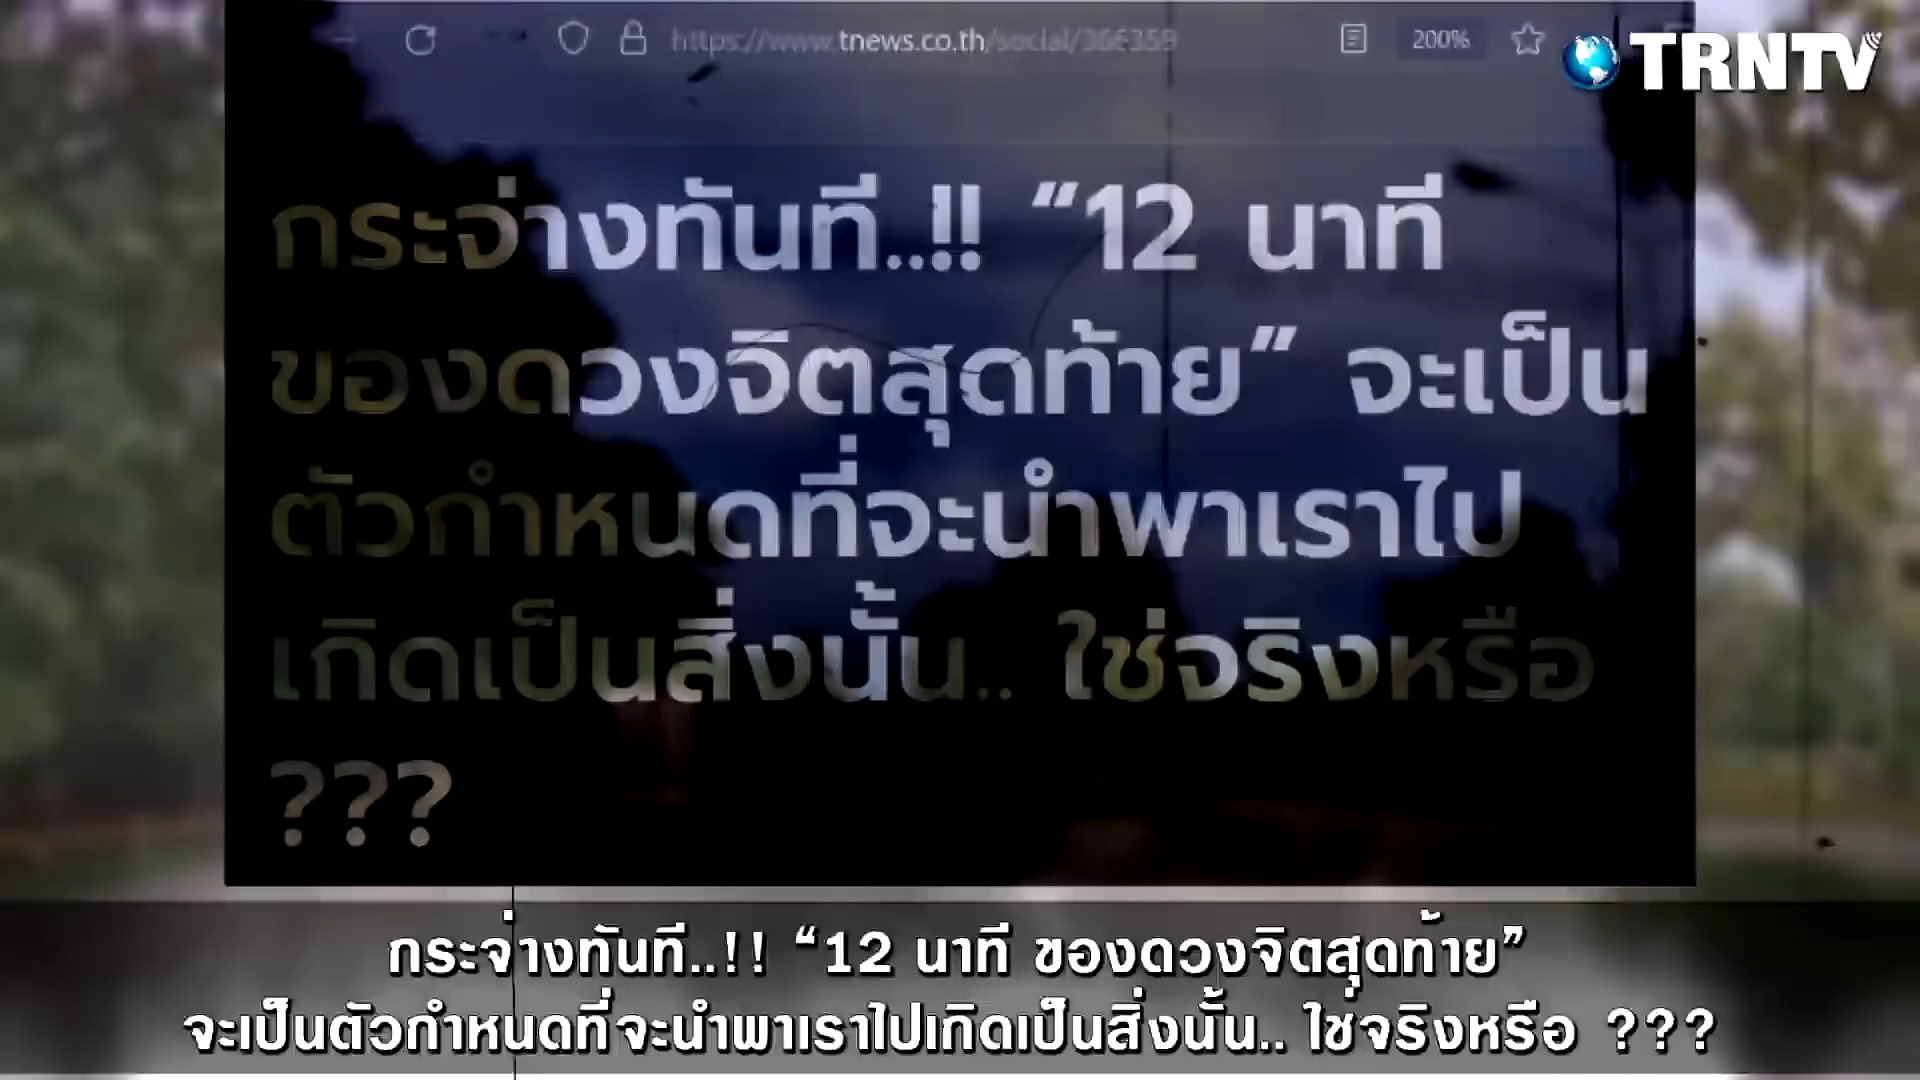 https://www.tnews.co.th/social/366359
200%
TRNTV
กระจ่างทันที..!! “12 นาที
ของดวงจิตสุดท้าย” จะเป็น
ตัวกำหนดที่จะนำพาเราไป
เกิดเป็นสิ่งนั้น.. ใช่จริงหรือ
???
กระจ่างทันที..!! “12 นาที ของดวงจิตสุดท้าย”
จะเป็นตัวกำหนดที่จะนำพาเราไปเกิดเป็นสิ่งนั้น.. ใช่จริงหรือ ???